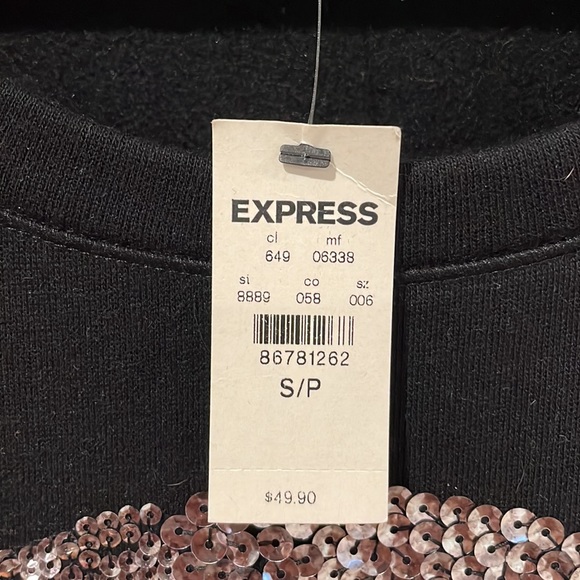 EXPRESS
cl mf
649 06338
si co sz
8889 058 006
86781262
S/P
$49.90